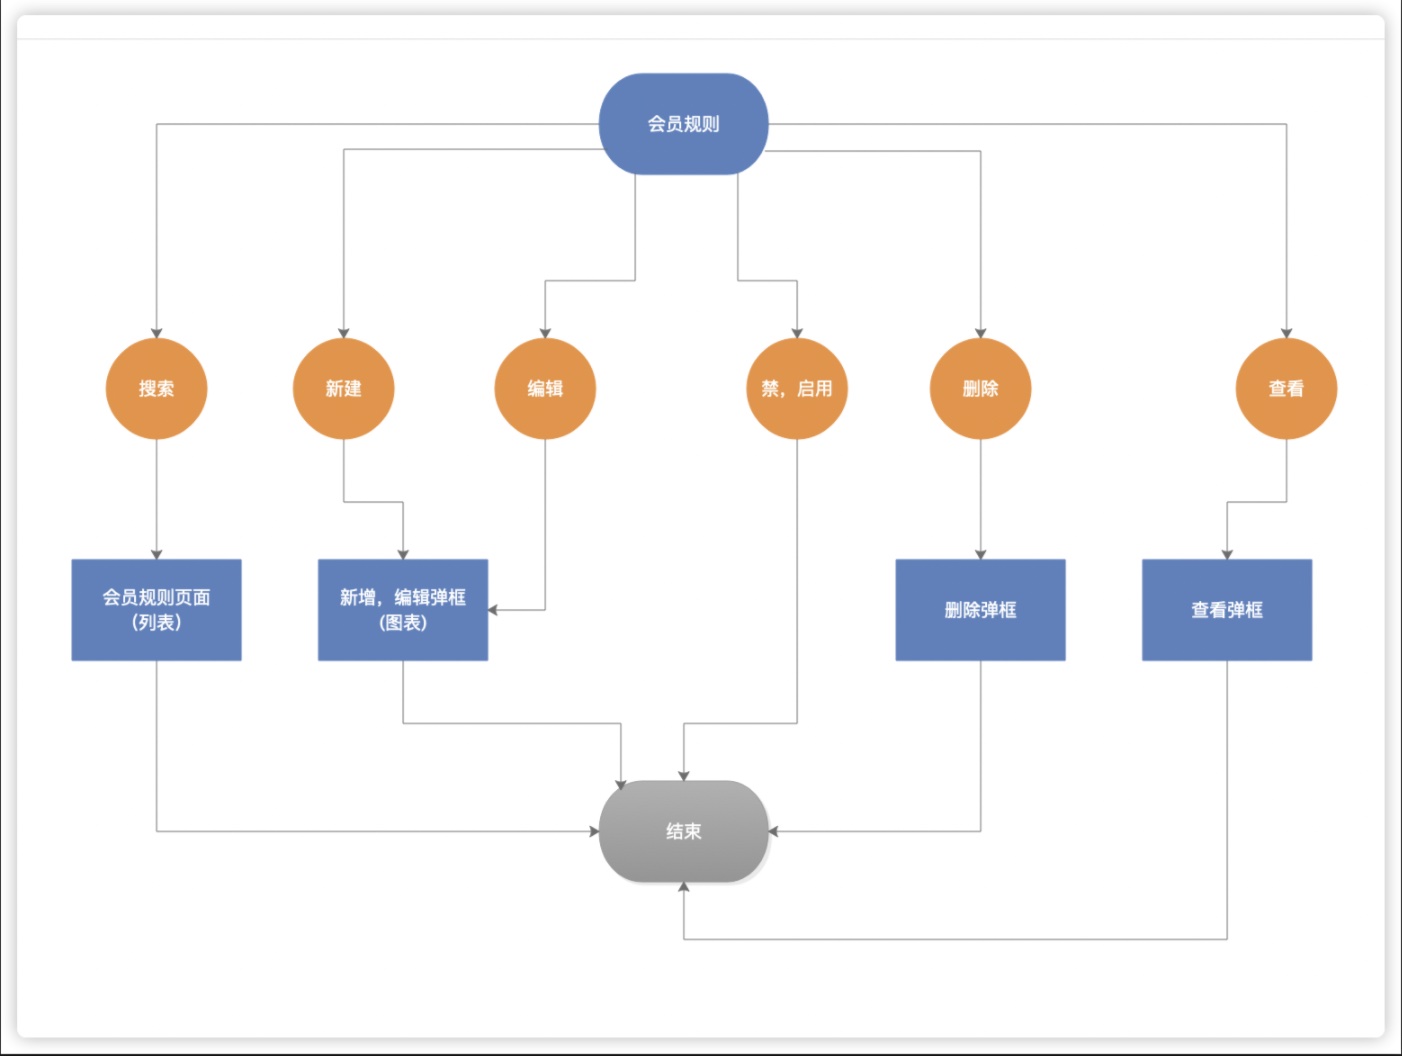 会员规则
搜索
新建
编辑
禁，启用
删除
查看
会员规则页面
（列表）
新增，编辑弹框
(图表)
删除弹框
查看弹框
结束